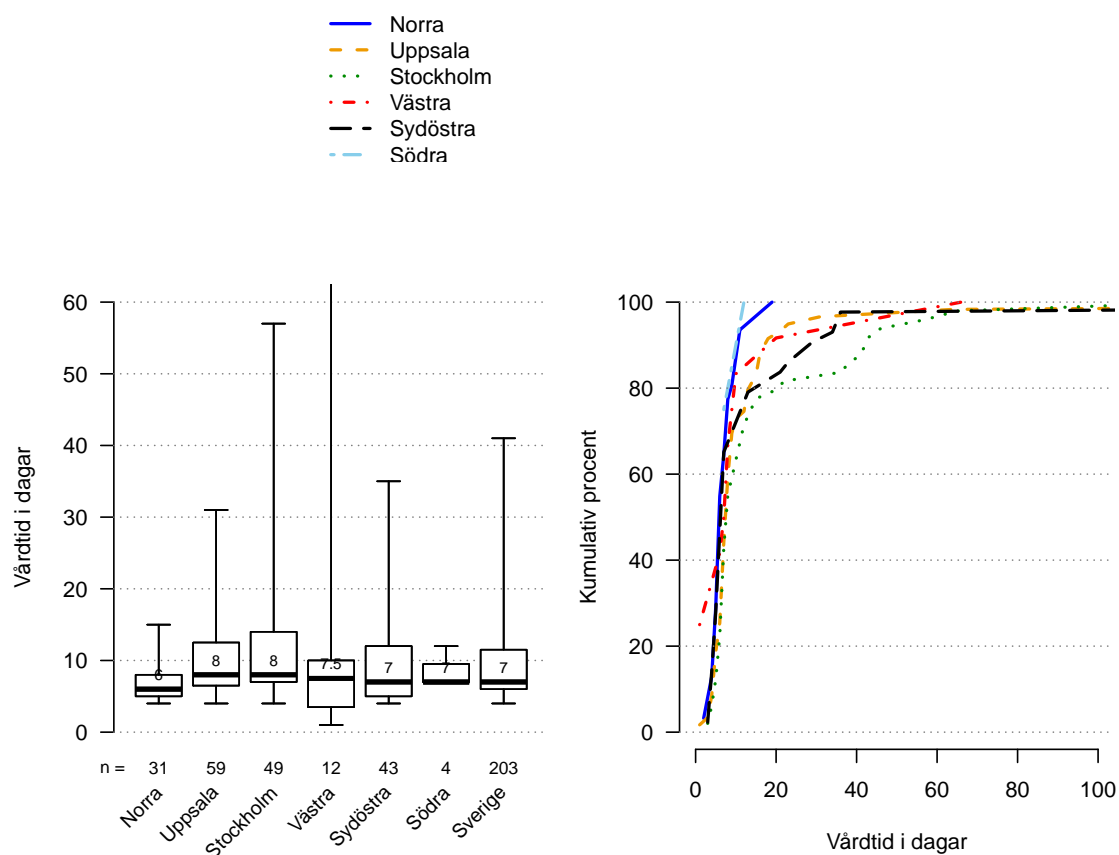 Norra
Uppsala
Stockholm
Västra
Sydöstra
Södra
Vårdtid i dagar
60
50
40
30
20
10
0
6
8
8
7.5
7
7
7
n = 31 59 49 12 43 4 203
Norra Uppsala Stockholm Västra Sydöstra Södra Sverige
Kumulativ procent
100
80
60
40
20
0
0 20 40 60 80 100
Vårdtid i dagar